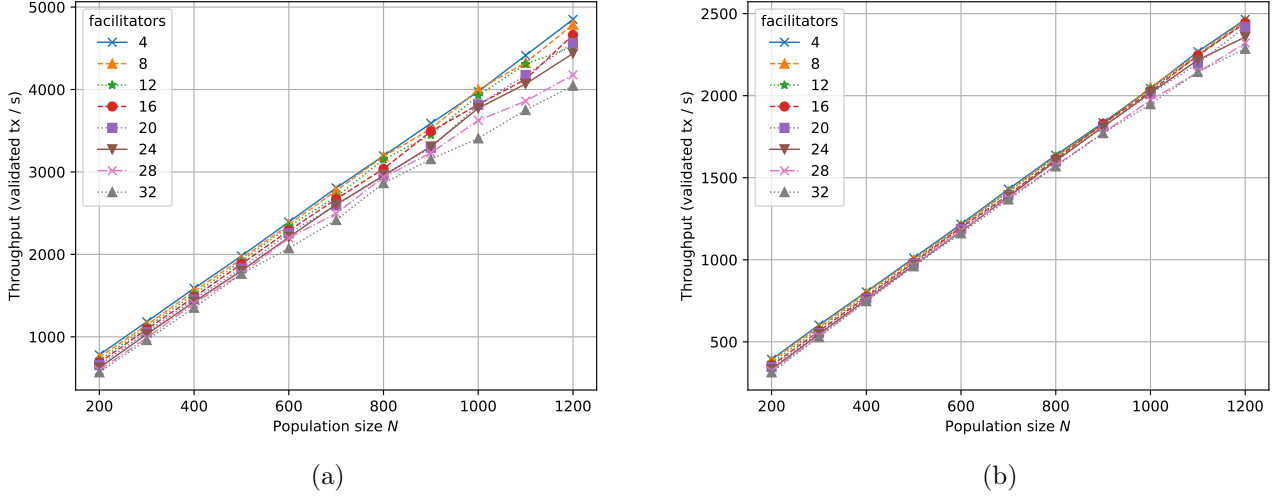 5000
4000
3000
2000
1000
Throughput (validated tx / s)
facilitators
4
8
12
16
20
24
28
32
200 400 600 800 1000 1200
Population size N
(a)
2500
2000
1500
1000
500
Throughput (validated tx / s)
facilitators
4
8
12
16
20
24
28
32
200 400 600 800 1000 1200
Population size N
(b)